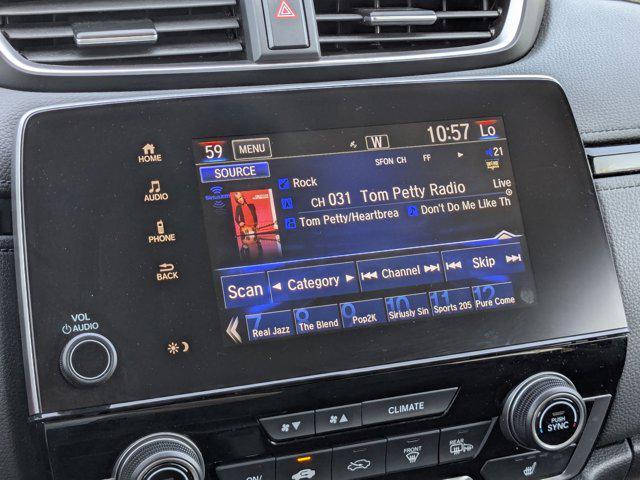 59 MENU W 10:57 Lo
SOURCE SFON CH FF 21
HOME
AUDIO
PHONE
BACK
VOL
AUDIO
SiriusXM
Rock
CH 031 Tom Petty Radio Live
Tom Petty/Heartbrea Don't Do Me Like Th
Scan Category Channel Skip
7 8 9 10 11 12
Real Jazz The Blend Pop2K Siriusly Sin Sports 205 Pure Come
CLIMATE
ON/
FRONT
REAR
PUSH
SYNC